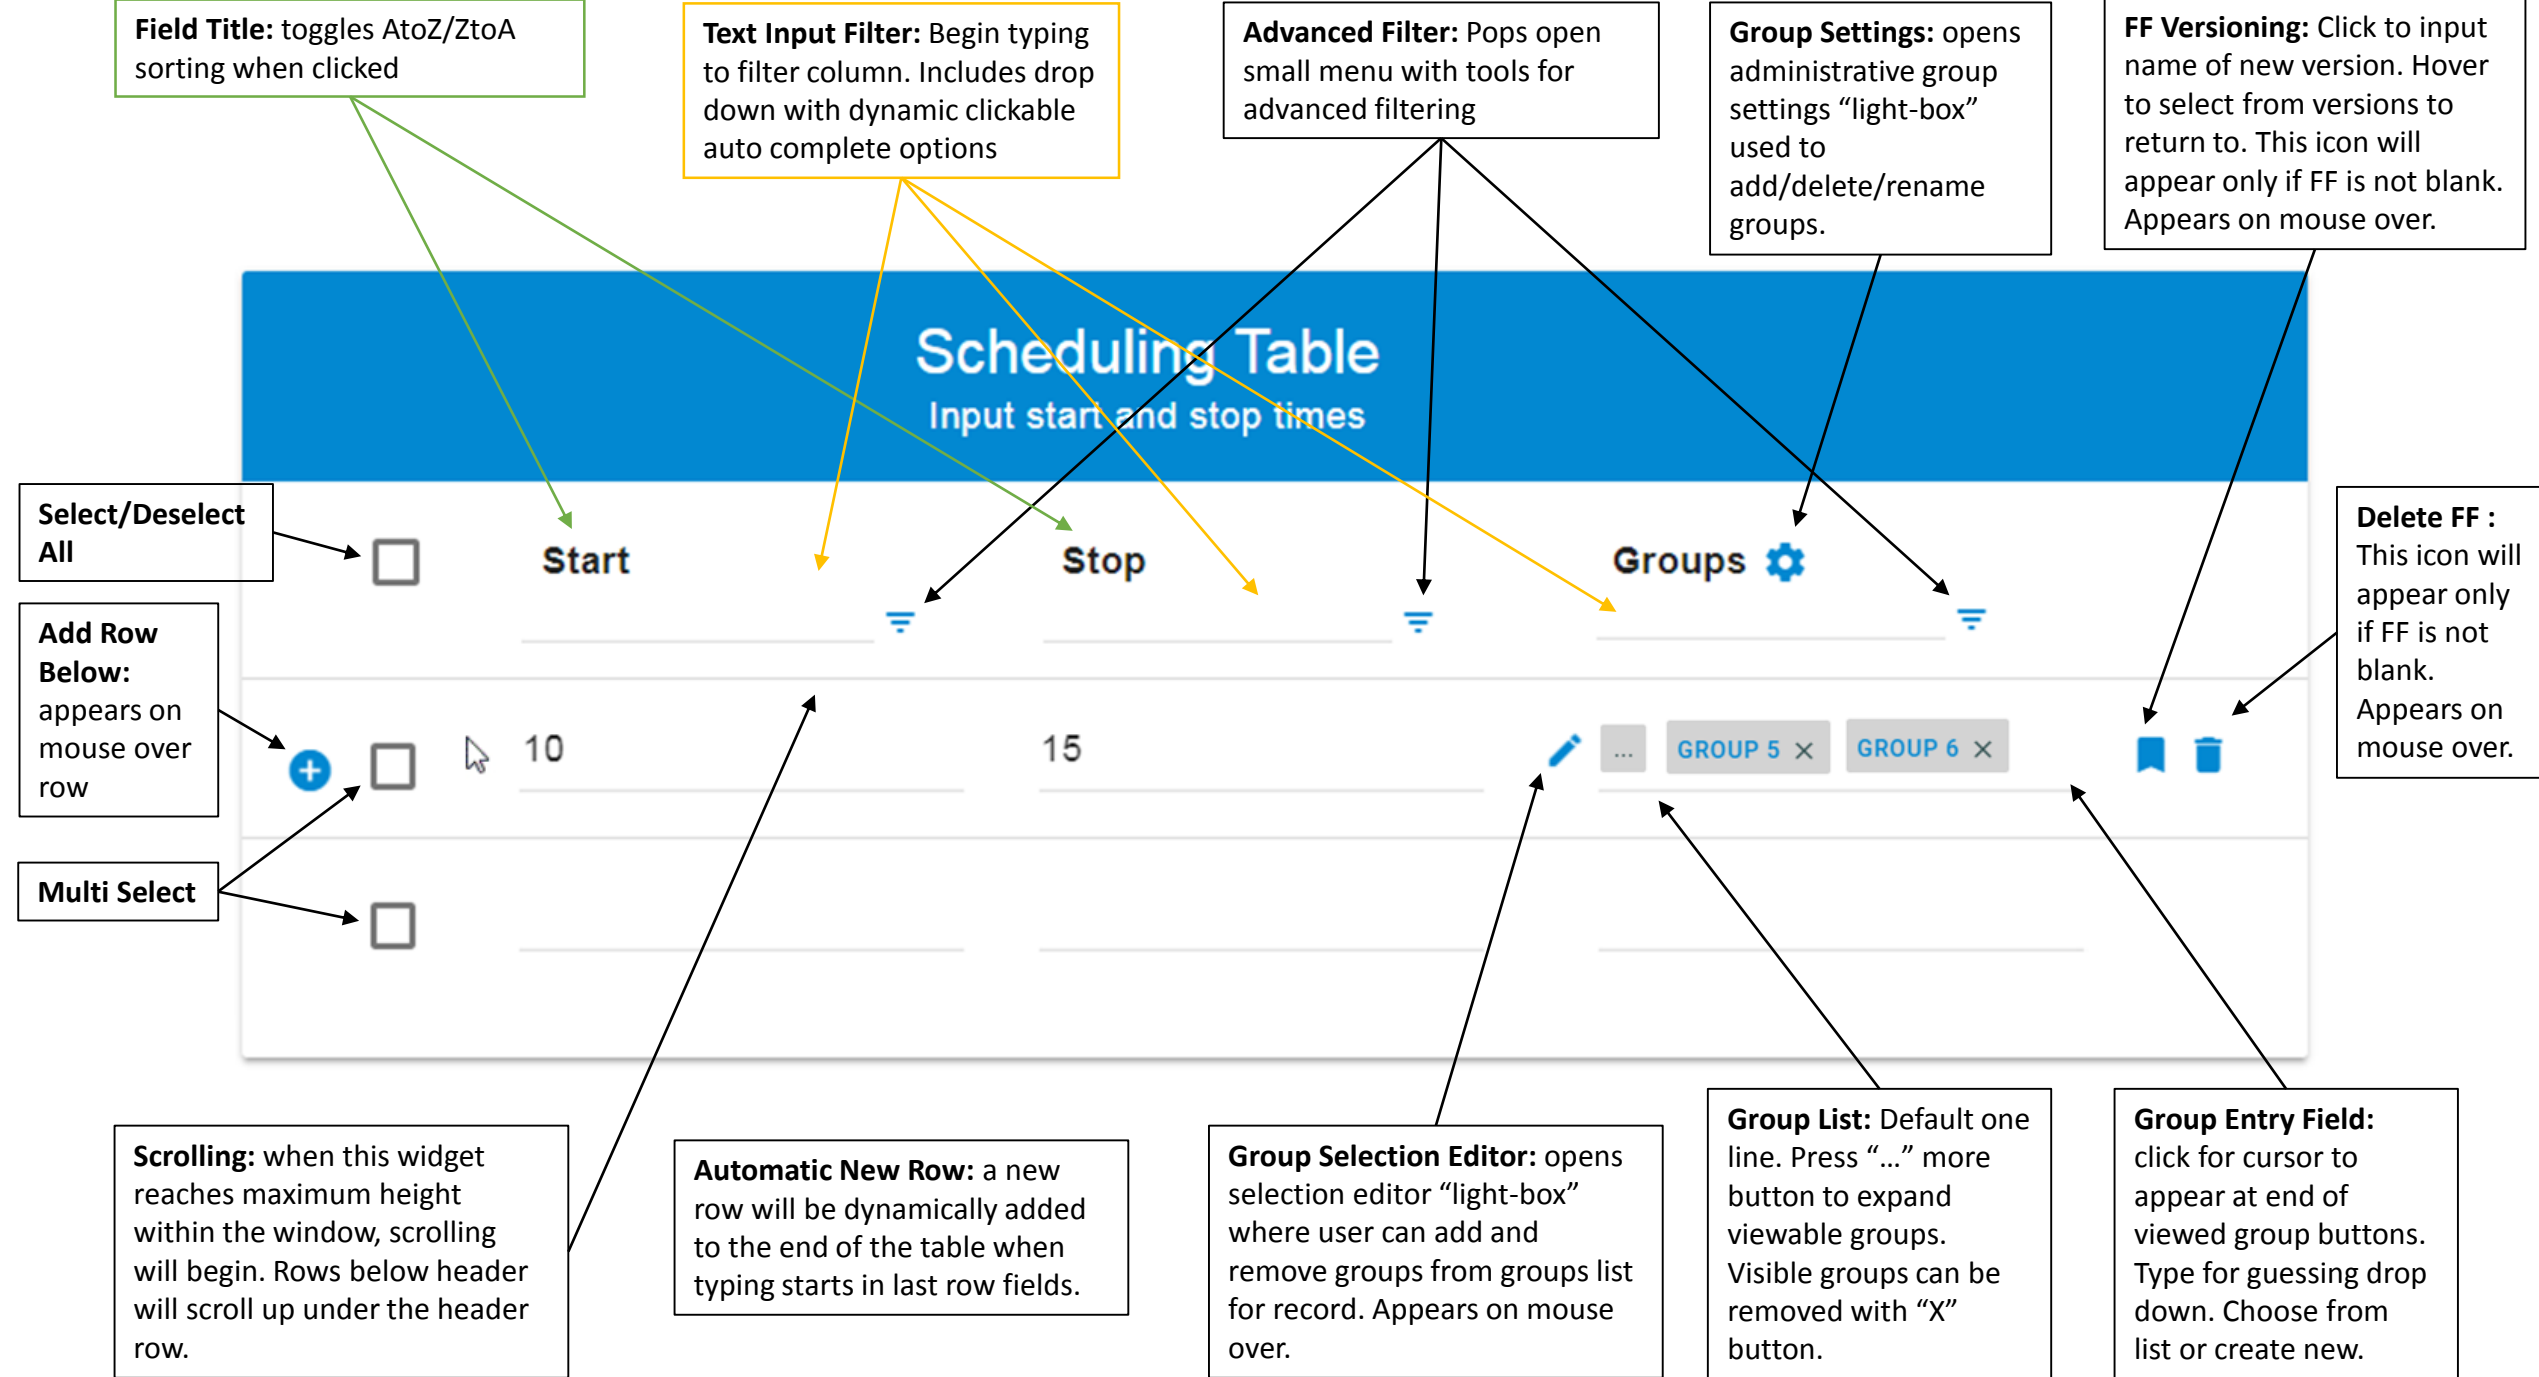 Field Title: toggles AtoZ/ZtoA
sorting when clicked
Text Input Filter: Begin typing
to filter column. Includes drop
down with dynamic clickable
auto complete options
Advanced Filter: Pops open
small menu with tools for
advanced filtering
Group Settings: opens
administrative group
settings “light-box”
used to
add/delete/rename
groups.
FF Versioning: Click to input
name of new version. Hover
to select from versions to
return to. This icon will
appear only if FF is not blank.
Appears on mouse over.
Scheduling Table
Input start and stop times
Select/Deselect
All
Start
Stop
Groups
Delete FF :
This icon will
appear only
if FF is not
blank.
Appears on
mouse over.
Add Row
Below:
appears on
mouse over
row
10
15
...
GROUP 5 ×
GROUP 6 ×
Multi Select
Scrolling: when this widget
reaches maximum height
within the window, scrolling
will begin. Rows below header
will scroll up under the header
row.
Automatic New Row: a new
row will be dynamically added
to the end of the table when
typing starts in last row fields.
Group Selection Editor: opens
selection editor “light-box”
where user can add and
remove groups from groups list
for record. Appears on mouse
over.
Group List: Default one
line. Press “…” more
button to expand
viewable groups.
Visible groups can be
removed with “X”
button.
Group Entry Field:
click for cursor to
appear at end of
viewed group buttons.
Type for guessing drop
down. Choose from
list or create new.